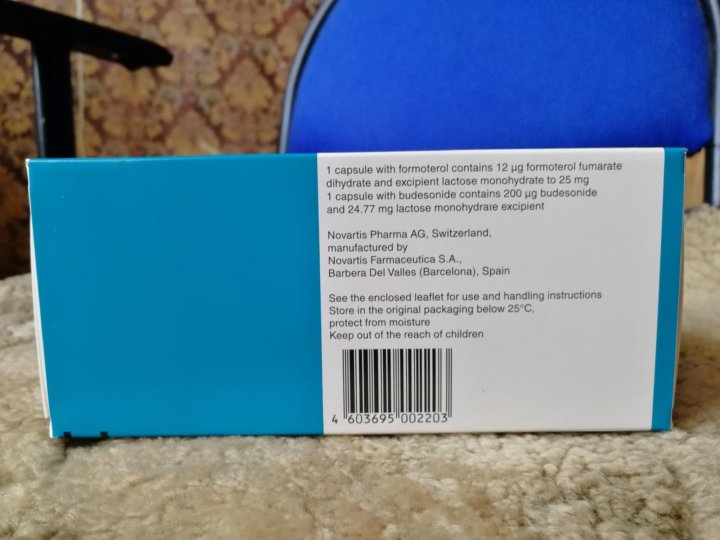 1 capsule with formoterol contains 12 µg formoterol fumarate
dihydrate and excipient lactose monohydrate to 25 mg
1 capsule with budesonide contains 200 µg budesonide
and 24.77 mg lactose monohydrate excipient
Novartis Pharma AG, Switzerland,
manufactured by
Novartis Farmaceutica S.A.,
Barbera Del Valles (Barcelona), Spain
See the enclosed leaflet for use and handling instructions
Store in the original packaging below 25°C,
protect from moisture
Keep out of the reach of children
4 603695 002203